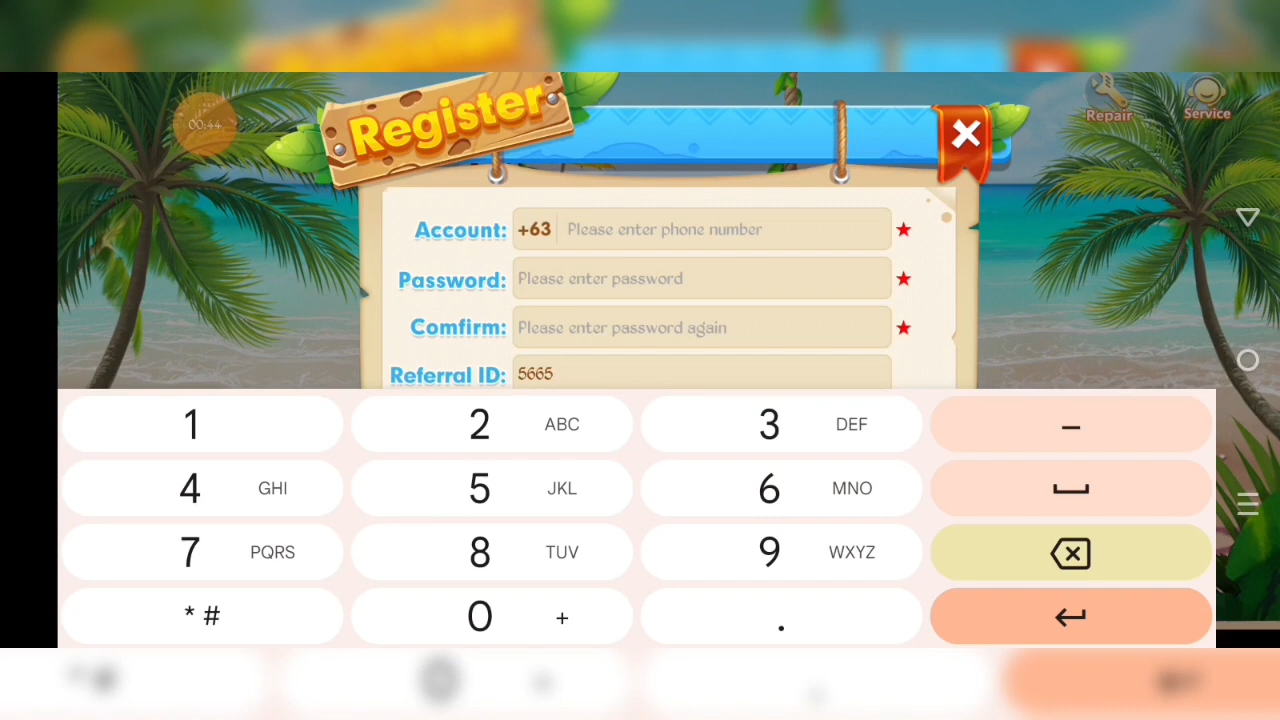 Register
00:44
Repair
Service
Account: +63 Please enter phone number ★
Password: Please enter password ★
Comfirm: Please enter password again ★
Referral ID: 5665
1
2 ABC
3 DEF
–
4 GHI
5 JKL
6 MNO
7 PQRS
8 TUV
9 WXYZ
* #
0 +
.